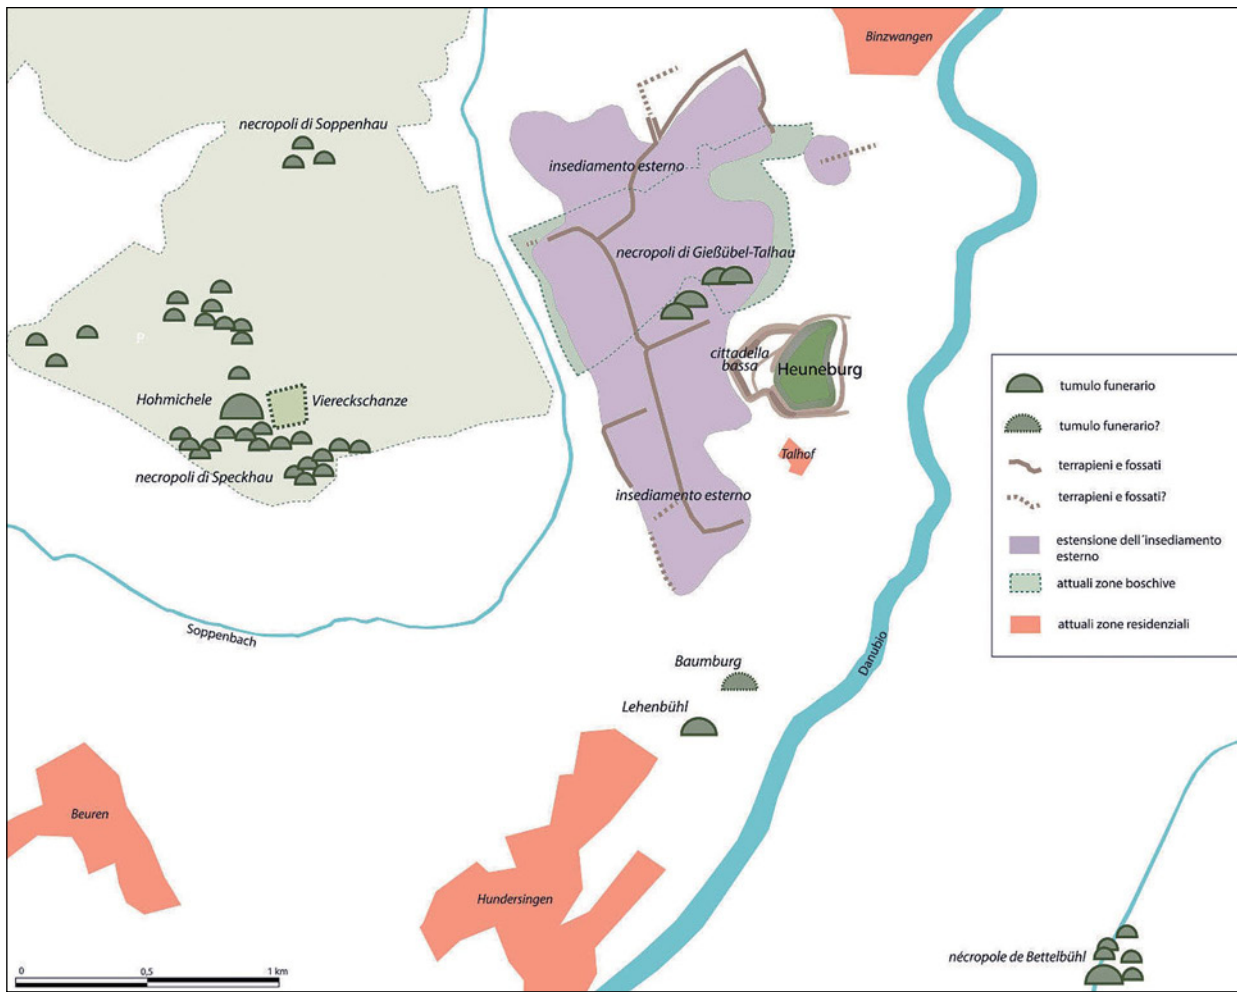 Binzwangen
necropoli di Soppenhau
insediamento esterno
necropoli di Gießübel-Talhau
P
cittadella
bassa
Heuneburg
Hohmichele
Viereckschanze
necropoli di Speckhau
Talhof
insediamento esterno
Soppenbach
Danubio
Baumburg
Lehenbühl
Beuren
Hundersingen
nécropole de Bettelbühl
0
0,5
1 km
tumulo funerario
tumulo funerario?
terrapieni e fossati
terrapieni e fossati?
estensione dell´insediamento
esterno
attuali zone boschive
attuali zone residenziali